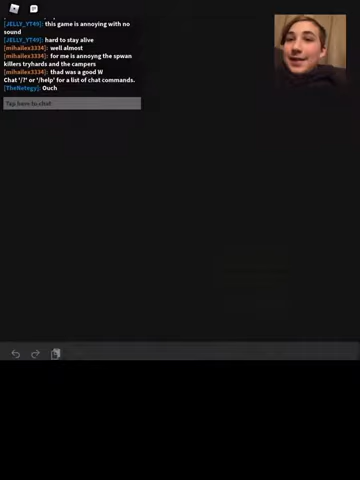 [JELLY_YT49]: this game is annoying with no
sound
[JELLY_YT49]: hard to stay alive
[mihailex3334]: well almost
[mihailex3334]: for me is annoyng the spwan
killers tryhards and the campers
[mihailex3334]: thad was a good W
Chat '/?' or '/help' for a list of chat commands.
[TheNotegy]: Ouch
Tap here to chat